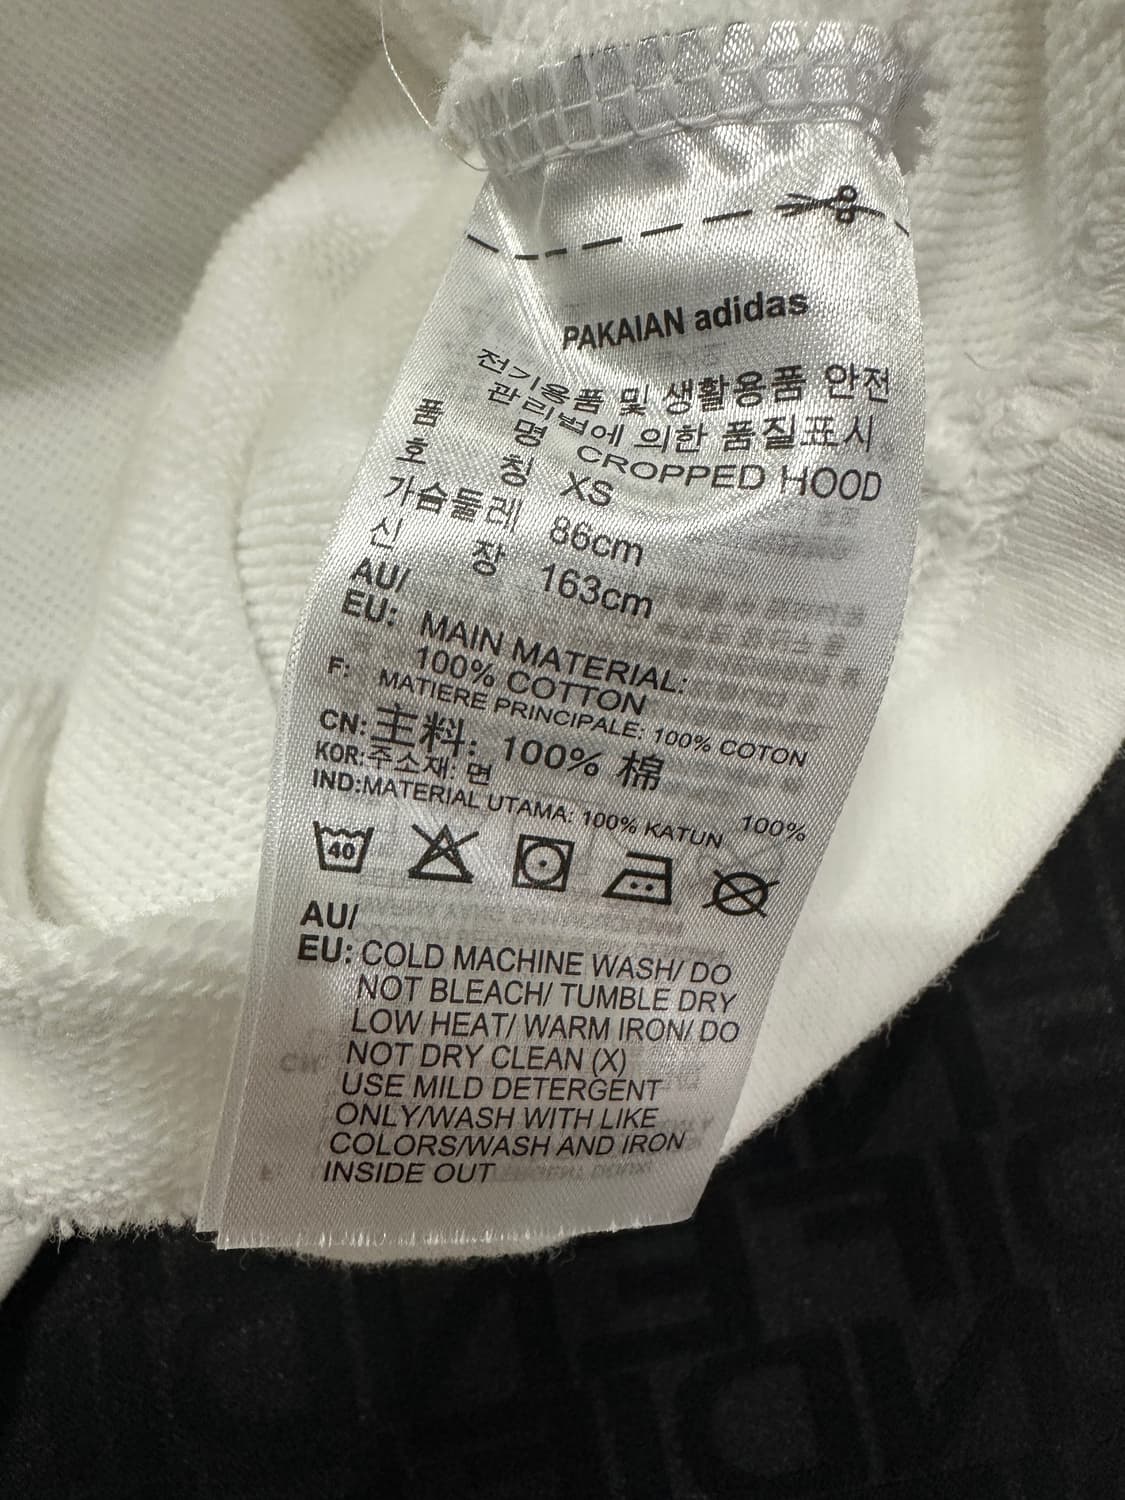 PAKAIAN adidas
전기용품 및 생활용품 안전
관리법에 의한 품질표시
품 명 CROPPED HOOD
호 칭 XS
가슴둘레 86cm
신 장 163cm
AU/
EU: MAIN MATERIAL:
100% COTTON
F: MATIERE PRINCIPALE: 100% COTON
CN: 主料: 100% 棉
KOR:주소재: 면 100%
IND:MATERIAL UTAMA: 100% KATUN
40
AU/
EU: COLD MACHINE WASH/ DO
NOT BLEACH/ TUMBLE DRY
LOW HEAT/ WARM IRON/ DO
NOT DRY CLEAN (X)
USE MILD DETERGENT
ONLY/WASH WITH LIKE
COLORS/WASH AND IRON
INSIDE OUT